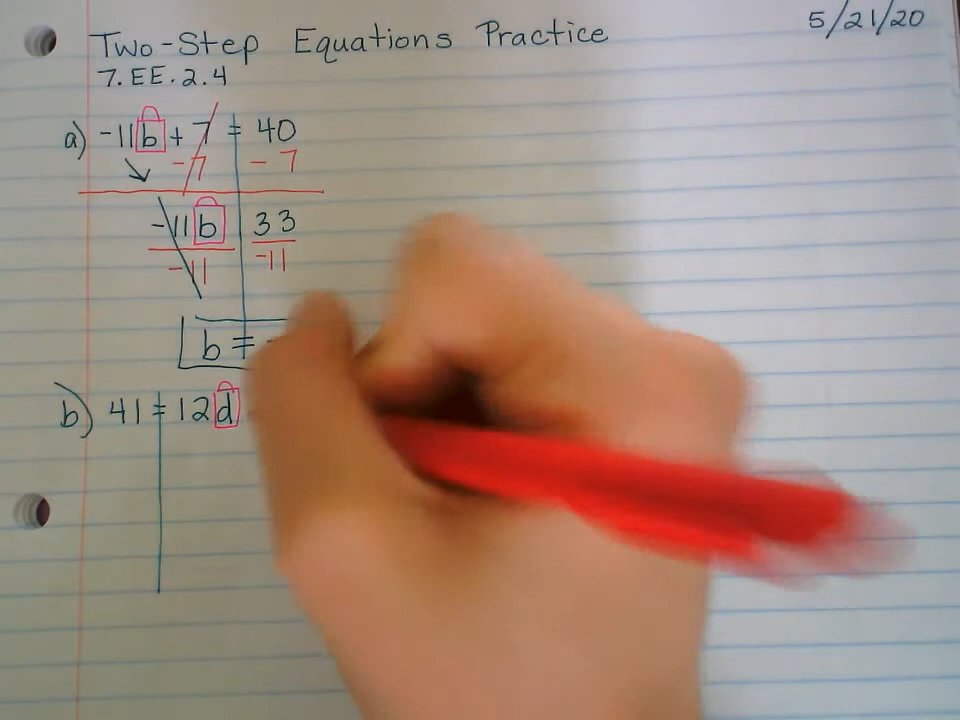 Two-Step Equations Practice 5/21/20
7.EE.2.4
a) -11b + 7 = 40
-7 - 7
-11b 33
-11 -11
b = -
b) 41 = 12d